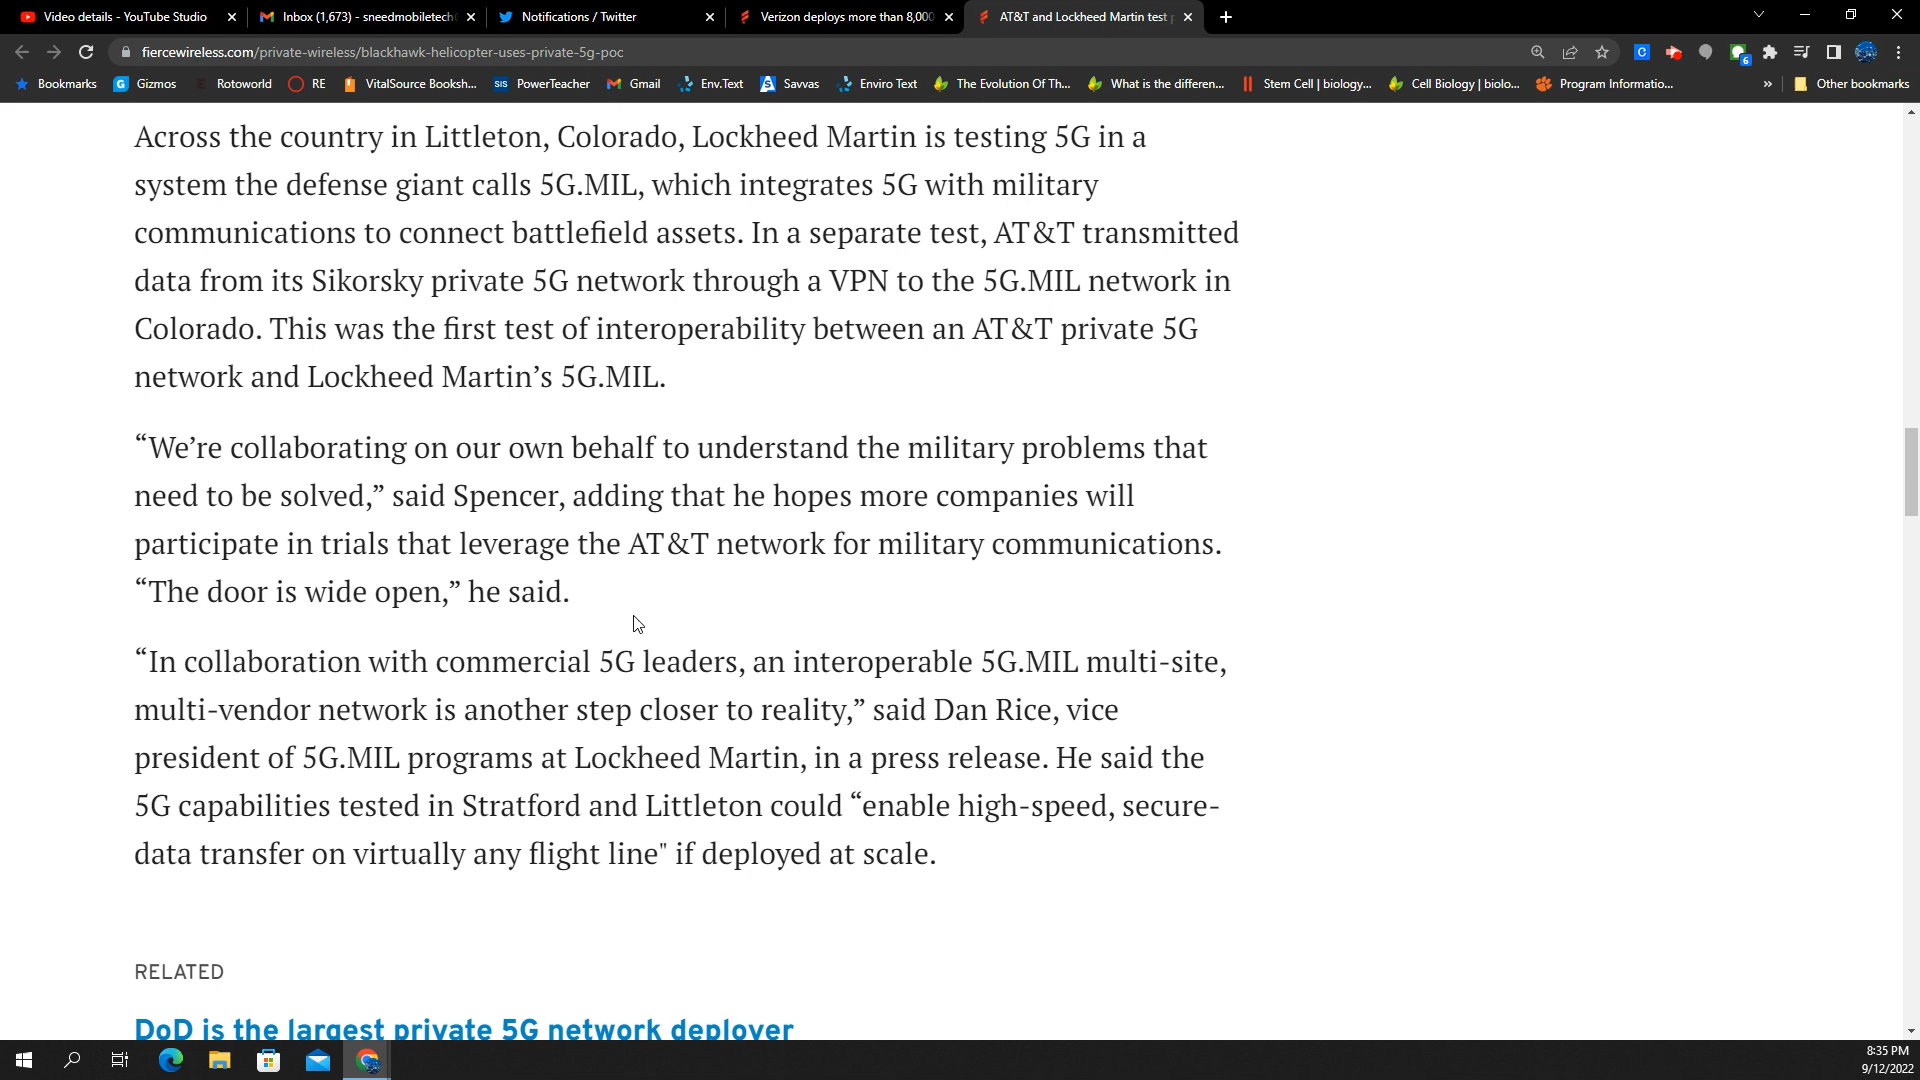 Video details - YouTube Studio
Inbox (1,673) - sneedmobiletech
Notifications / Twitter
Verizon deploys more than 8,000
AT&T and Lockheed Martin test
fiercewireless.com/private-wireless/blackhawk-helicopter-uses-private-5g-poc
6
Bookmarks
G Gizmos
Rotoworld
RE
VitalSource Booksh...
SIS PowerTeacher
Gmail
Env.Text
Savvas
Enviro Text
The Evolution Of Th...
What is the differen...
Stem Cell | biology...
Cell Biology | biolo...
Program Informatio...
»
Other bookmarks
Across the country in Littleton, Colorado, Lockheed Martin is testing 5G in a
system the defense giant calls 5G.MIL, which integrates 5G with military
communications to connect battlefield assets. In a separate test, AT&T transmitted
data from its Sikorsky private 5G network through a VPN to the 5G.MIL network in
Colorado. This was the first test of interoperability between an AT&T private 5G
network and Lockheed Martin’s 5G.MIL.
“We’re collaborating on our own behalf to understand the military problems that
need to be solved,” said Spencer, adding that he hopes more companies will
participate in trials that leverage the AT&T network for military communications.
“The door is wide open,” he said.
“In collaboration with commercial 5G leaders, an interoperable 5G.MIL multi-site,
multi-vendor network is another step closer to reality,” said Dan Rice, vice
president of 5G.MIL programs at Lockheed Martin, in a press release. He said the
5G capabilities tested in Stratford and Littleton could “enable high-speed, secure-
data transfer on virtually any flight line" if deployed at scale.
RELATED
DoD is the largest private 5G network deployer
8:35 PM
9/12/2022